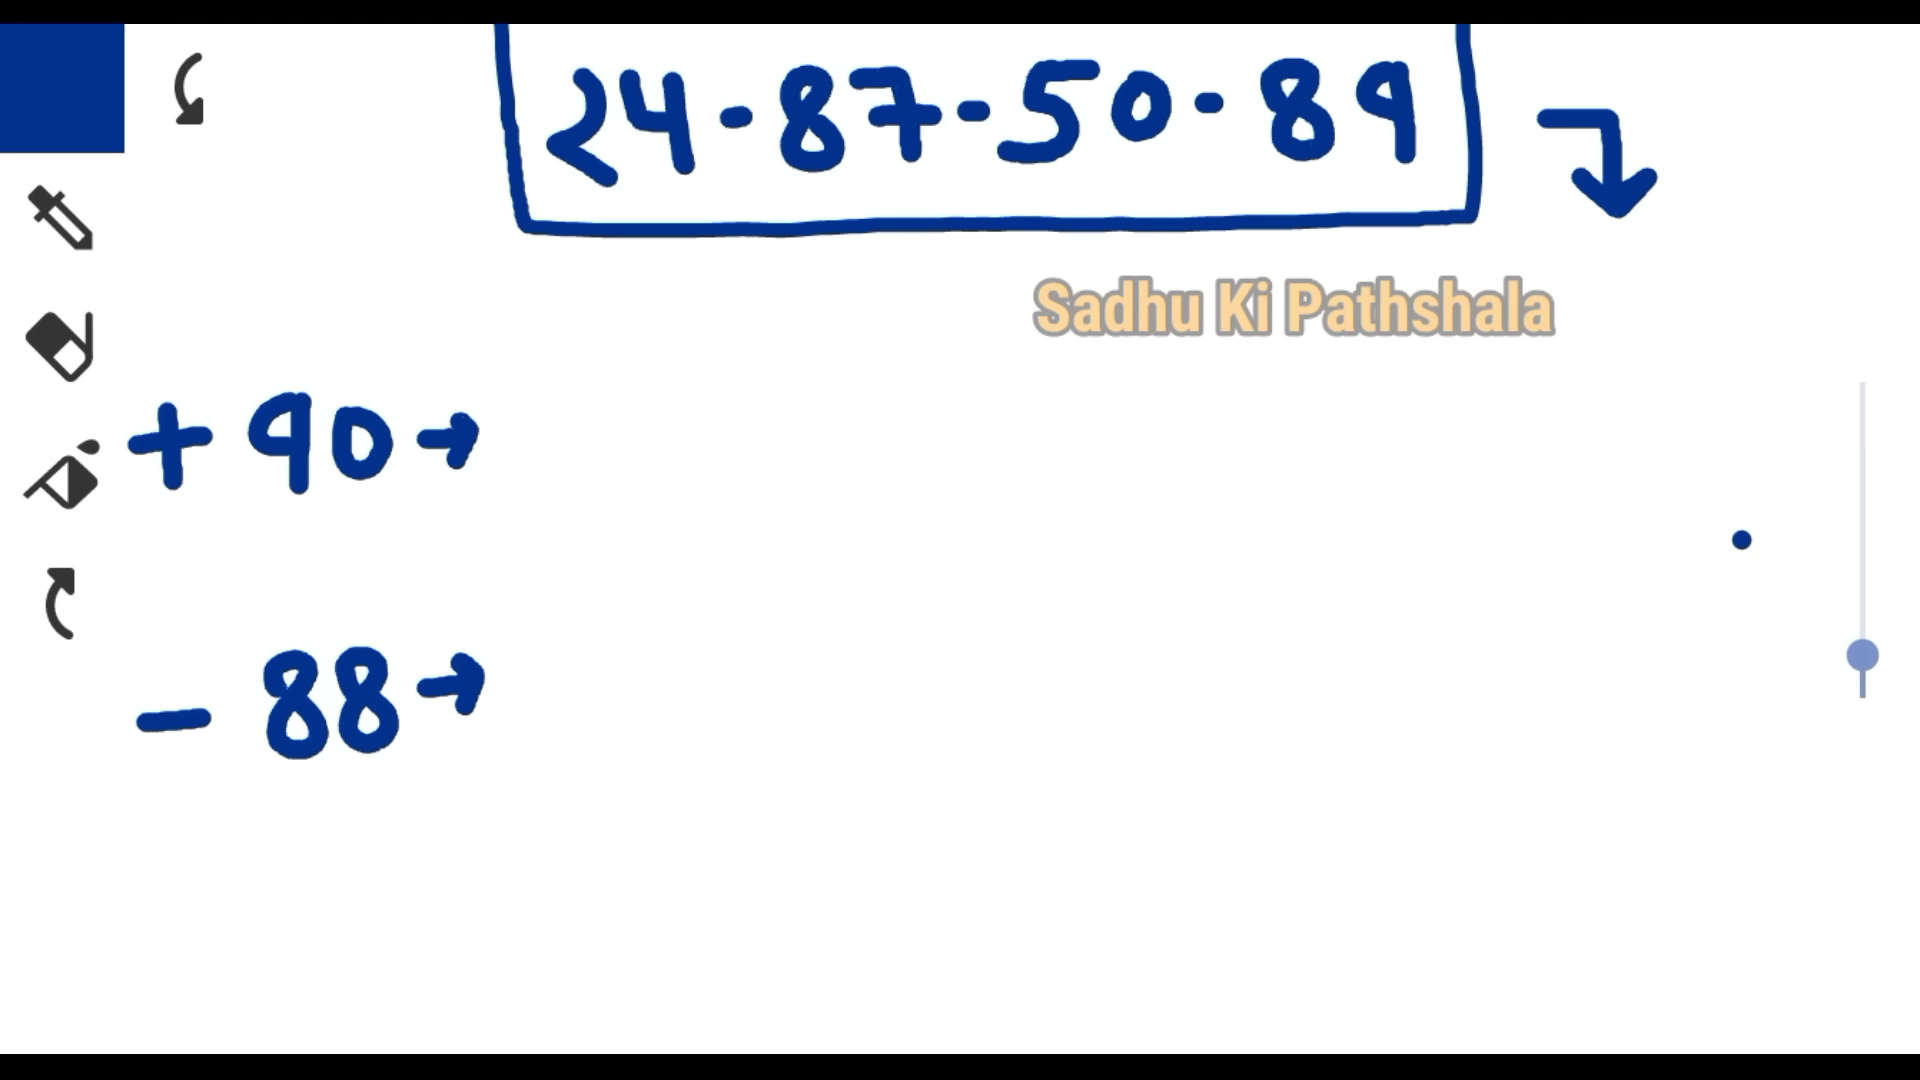 24-87-50-89
Sadhu Ki Pathshala
+ 90 →
- 88 →